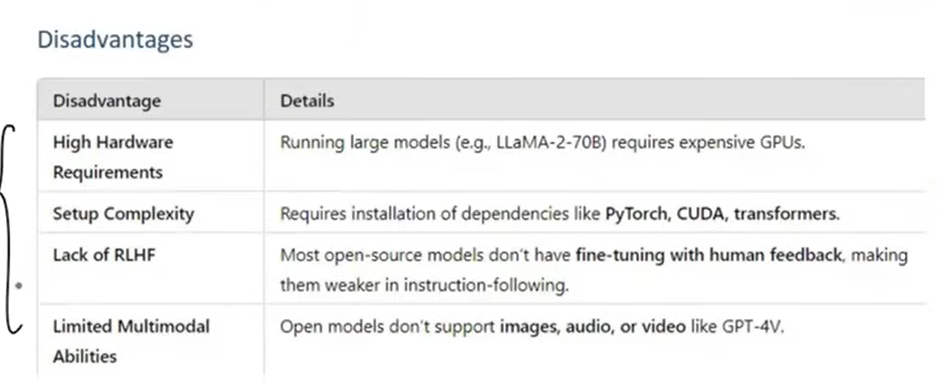 Disadvantages
Disadvantage Details
High Hardware Running large models (e.g., LLaMA-2-70B) requires expensive GPUs.
Requirements
Setup Complexity Requires installation of dependencies like PyTorch, CUDA, transformers.
Lack of RLHF Most open-source models don't have fine-tuning with human feedback, making
them weaker in instruction-following.
Limited Multimodal Open models don't support images, audio, or video like GPT-4V.
Abilities